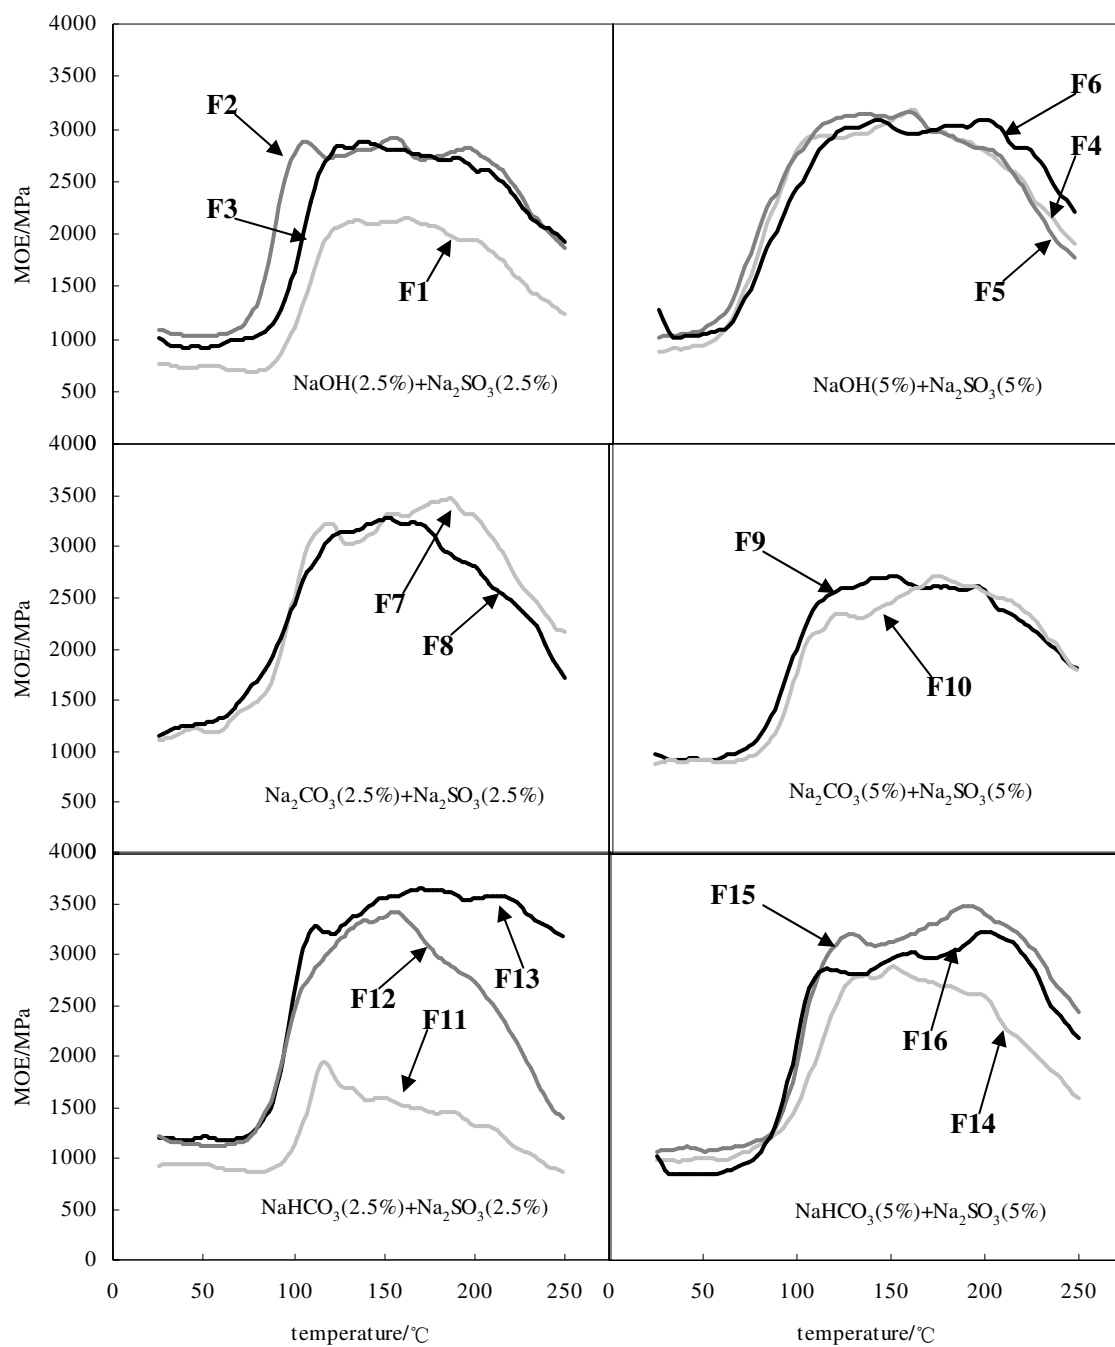 4000
3500
3000
2500
2000
1500
1000
500
MOE/MPa
F2
F3
F1
NaOH(2.5%)+Na₂SO₃(2.5%)
F6
F4
F5
NaOH(5%)+Na₂SO₃(5%)
40000
3500
3000
2500
2000
1500
1000
500
MOE/MPa
F7
F8
Na₂CO₃(2.5%)+Na₂SO₃(2.5%)
F9
F10
Na₂CO₃(5%)+Na₂SO₃(5%)
40000
3500
3000
2500
2000
1500
1000
500
0
MOE/MPa
F13
F12
F11
NaHCO₃(2.5%)+Na₂SO₃(2.5%)
F15
F16
F14
NaHCO₃(5%)+Na₂SO₃(5%)
0 50 100 150 200 250 0 50 100 150 200 250
temperature/℃ temperature/℃